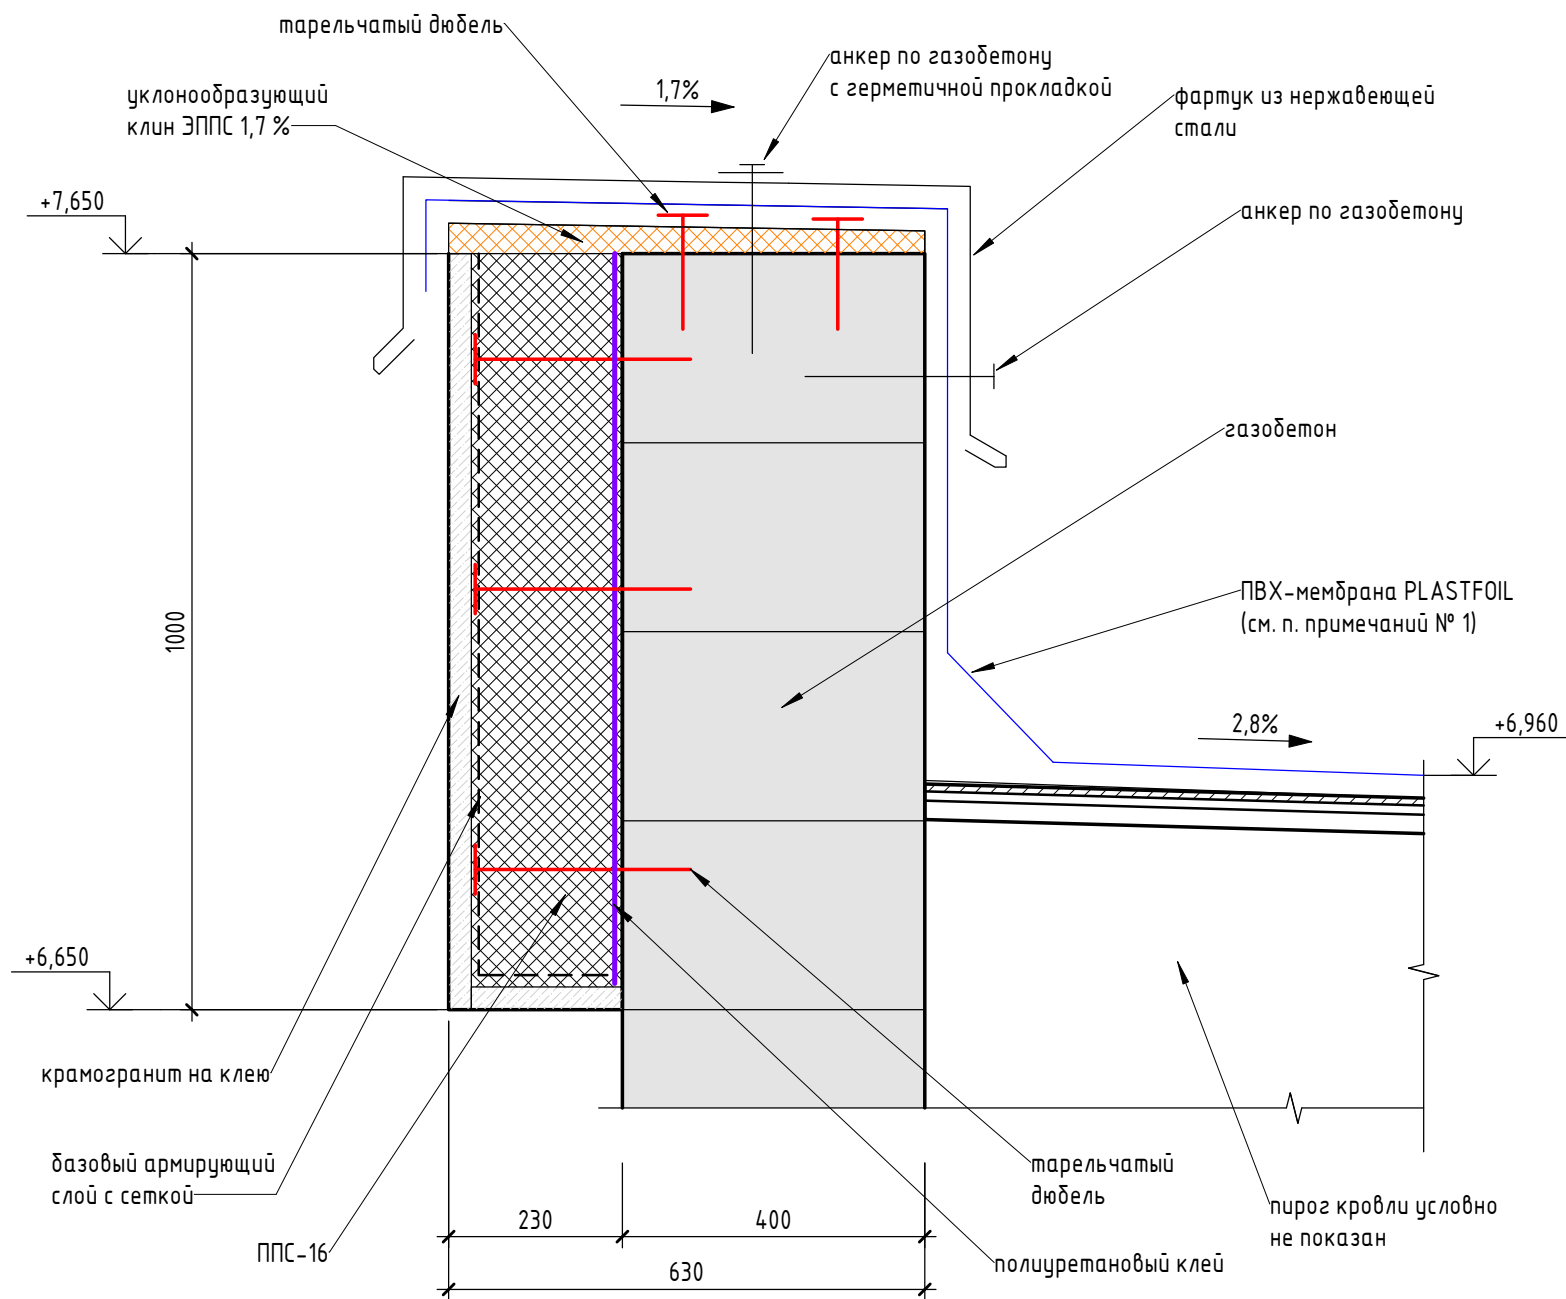 тарельчатый дюбель
анкер по газобетону
с герметичной прокладкой
1,7%
уклонообразующий
клин ЭППС 1,7 %
фартук из нержавеющей
стали
+7,650
анкер по газобетону
газобетон
ПВХ-мембрана PLASTFOIL
(см. п. примечаний № 1)
1000
2,8%
+6,960
+6,650
крамогранит на клею
базовый армирующий
слой с сеткой
ППС-16
тарельчатый
дюбель
пирог кровли условно
не показан
полиуретановый клей
230
400
630